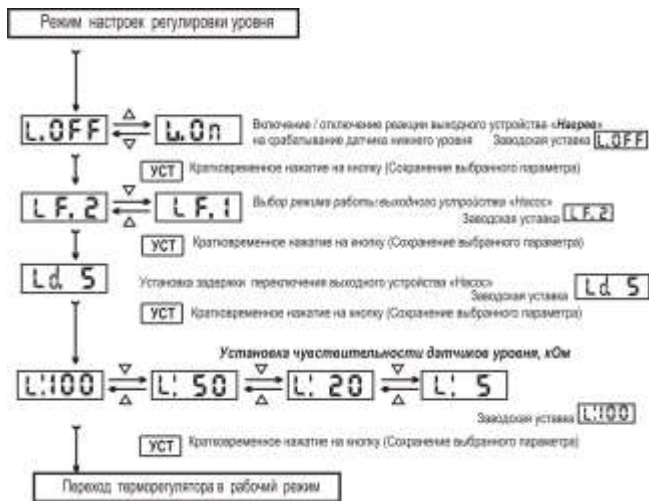 Режим настроек регулировки уровня
L.OFF L.On Включение / отключение реакции выходного устройства «Нагрев»
на срабатывание датчика нижнего уровня Заводская уставка L.OFF
УСТ Кратковременное нажатие на кнопку (Сохранение выбранного параметра)
LF.2 LF.1 Выбор режима работы выходного устройства «Насос»
Заводская уставка LF.2
УСТ Кратковременное нажатие на кнопку (Сохранение выбранного параметра)
Ld. 5 Установка задержки переключения выходного устройства «Насос»
Заводская уставка Ld 5
УСТ Кратковременное нажатие на кнопку (Сохранение выбранного параметра)
Установка чувствительности датчиков уровня, кОм
L¦100 L¦ 50 L¦ 20 L¦ 5
Заводская уставка L¦100
УСТ Кратковременное нажатие на кнопку (Сохранение выбранного параметра)
Переход терморегулятора в рабочий режим